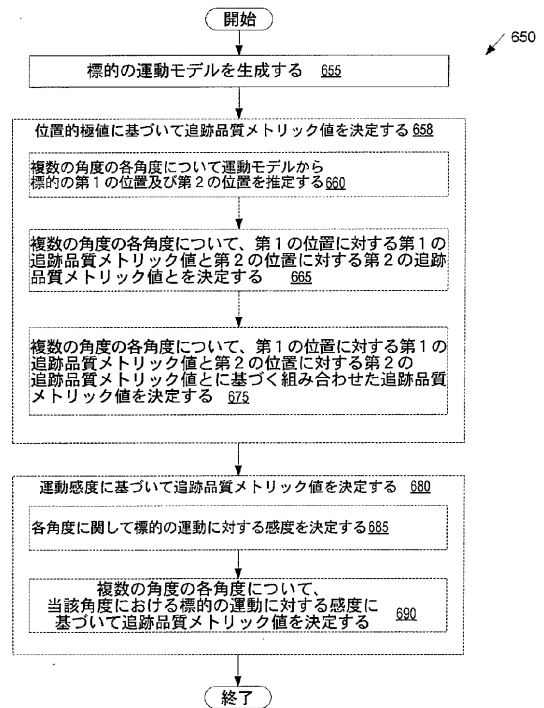 開始
650
標的の運動モデルを生成する 655
位置的極値に基づいて追跡品質メトリック値を決定する 658
複数の角度の各角度について運動モデルから
標的の第1の位置及び第2の位置を推定する 660
複数の角度の各角度について、第1の位置に対する第1の
追跡品質メトリック値と第2の位置に対する第2の追跡
品質メトリック値とを決定する 665
複数の角度の各角度について、第1の位置に対する第1の
追跡品質メトリック値と第2の位置に対する第2の
追跡品質メトリック値とに基づく組み合わせた追跡品質
メトリック値を決定する 675
運動感度に基づいて追跡品質メトリック値を決定する 680
各角度に関して標的の運動に対する感度を決定する 685
複数の角度の各角度について、
当該角度における標的の運動に対する感度に
基づいて追跡品質メトリック値を決定する 690
終了